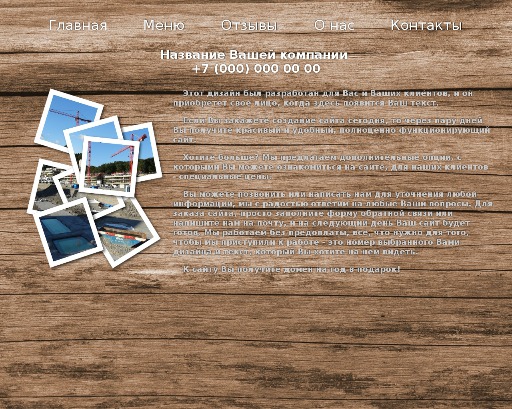 Главная Меню Отзывы О нас Контакты
Название Вашей компании
+7 (000) 000 00 00
Этот дизайн был разработан для Вас и Ваших клиентов, и он
приобретет свое лицо, когда здесь появится Ваш текст.
Если Вы закажете создание сайта сегодня, то через пару дней
Вы получите красивый и удобный, полноценно функционирующий
сайт.
Хотите больше? Мы предлагаем дополнительные опции, с
которыми Вы можете ознакомиться на сайте, для наших клиентов
- специальные цены.
Вы можете позвонить или написать нам для уточнения любой
информации, мы с радостью ответим на любые Ваши вопросы. Для
заказа сайта, просто заполните форму обратной связи или
напишите нам на почту, и на следующий день Ваш сайт будет
готов. Мы работаем без предоплаты, все, что нужно для того,
чтобы мы приступили к работе - это номер выбранного Вами
дизайна и текст, который Вы хотите на нем видеть.
К сайту Вы получите домен на год в подарок!